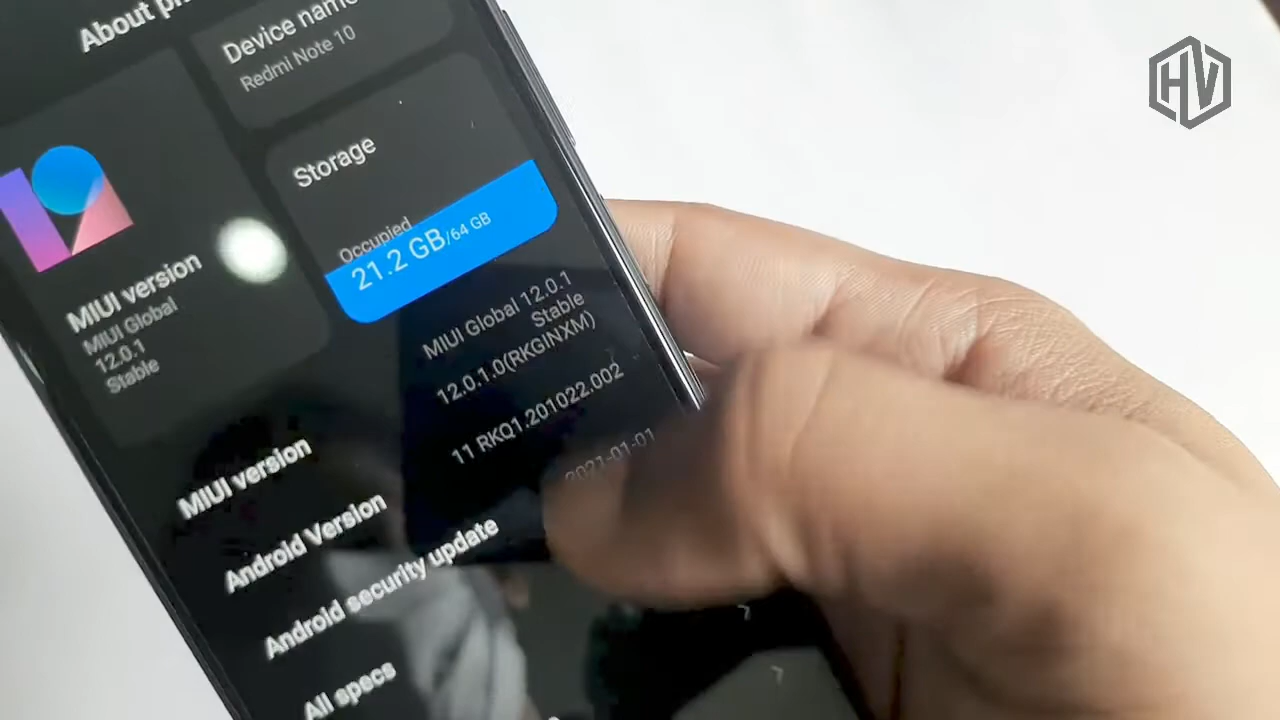 About
Device name
Redmi Note 10
Storage
Occupied
21.2 GB/64 GB
MIUI version
MIUI Global
12.0.1
Stable
MIUI version
MIUI Global 12.0.1
Stable
12.0.1.0(RKGINXM)
Android Version
11 RKQ1.201022.002
Android security update
2021-01-01
All specs
HV